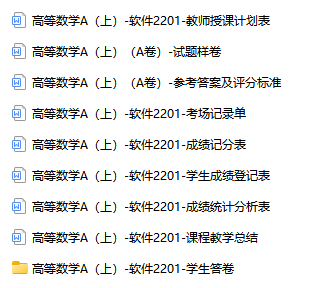 高等数学A（上）-软件2201-教师授课计划表
高等数学A（上）（A卷）-试题样卷
高等数学A（上）（A卷）-参考答案及评分标准
高等数学A（上）-软件2201-考场记录单
高等数学A（上）-软件2201-成绩记分表
高等数学A（上）-软件2201-学生成绩登记表
高等数学A（上）-软件2201-成绩统计分析表
高等数学A（上）-软件2201-课程教学总结
高等数学A（上）-软件2201-学生答卷